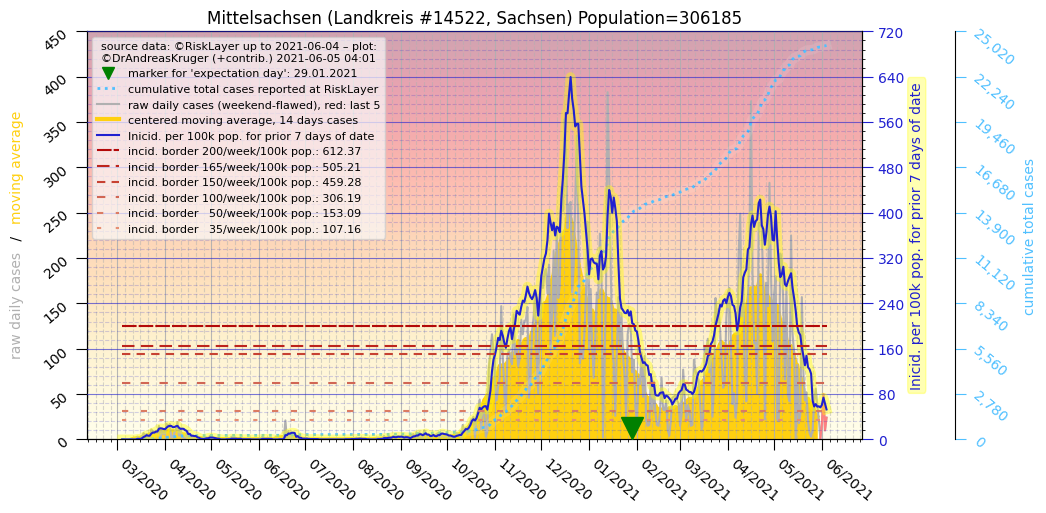 Mittelsachsen (Landkreis #14522, Sachsen) Population=306185
source data: ©RiskLayer up to 2021-06-04 – plot:
©DrAndreasKruger (+contrib.) 2021-06-05 04:01
marker for 'expectation day': 29.01.2021
cumulative total cases reported at RiskLayer
raw daily cases (weekend-flawed), red: last 5
centered moving average, 14 days cases
Inicid. per 100k pop. for prior 7 days of date
incid. border 200/week/100k pop.: 612.37
incid. border 165/week/100k pop.: 505.21
incid. border 150/week/100k pop.: 459.28
incid. border 100/week/100k pop.: 306.19
incid. border   50/week/100k pop.: 153.09
incid. border   35/week/100k pop.: 107.16
raw daily cases / moving average
450
400
350
300
250
200
150
100
50
0
03/2020
04/2020
05/2020
06/2020
07/2020
08/2020
09/2020
10/2020
11/2020
12/2020
01/2021
02/2021
03/2021
04/2021
05/2021
06/2021
720
640
560
480
400
320
240
160
80
0
Inicid. per 100k pop. for prior 7 days of date
25,020
22,240
19,460
16,680
13,900
11,120
8,340
5,560
2,780
0
cumulative total cases